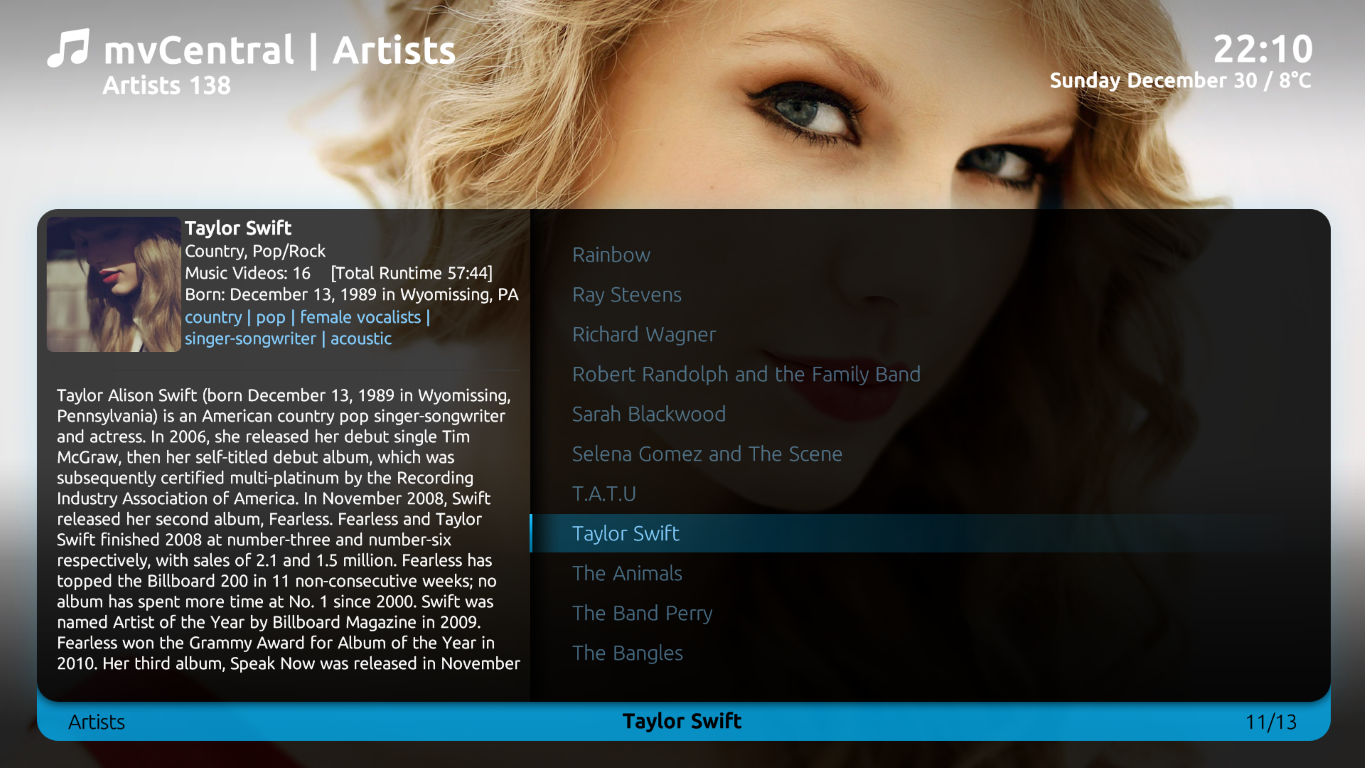 mvCentral | Artists
Artists 138
22:10
Sunday December 30 / 8°C
Taylor Swift
Country, Pop/Rock
Music Videos: 16 [Total Runtime 57:44]
Born: December 13, 1989 in Wyomissing, PA
country | pop | female vocalists |
singer-songwriter | acoustic
Taylor Alison Swift (born December 13, 1989 in Wyomissing,
Pennsylvania) is an American country pop singer-songwriter
and actress. In 2006, she released her debut single Tim
McGraw, then her self-titled debut album, which was
subsequently certified multi-platinum by the Recording
Industry Association of America. In November 2008, Swift
released her second album, Fearless. Fearless and Taylor
Swift finished 2008 at number-three and number-six
respectively, with sales of 2.1 and 1.5 million. Fearless has
topped the Billboard 200 in 11 non-consecutive weeks; no
album has spent more time at No. 1 since 2000. Swift was
named Artist of the Year by Billboard Magazine in 2009.
Fearless won the Grammy Award for Album of the Year in
2010. Her third album, Speak Now was released in November
Rainbow
Ray Stevens
Richard Wagner
Robert Randolph and the Family Band
Sarah Blackwood
Selena Gomez and The Scene
T.A.T.U
Taylor Swift
The Animals
The Band Perry
The Bangles
Artists
Taylor Swift
11/13